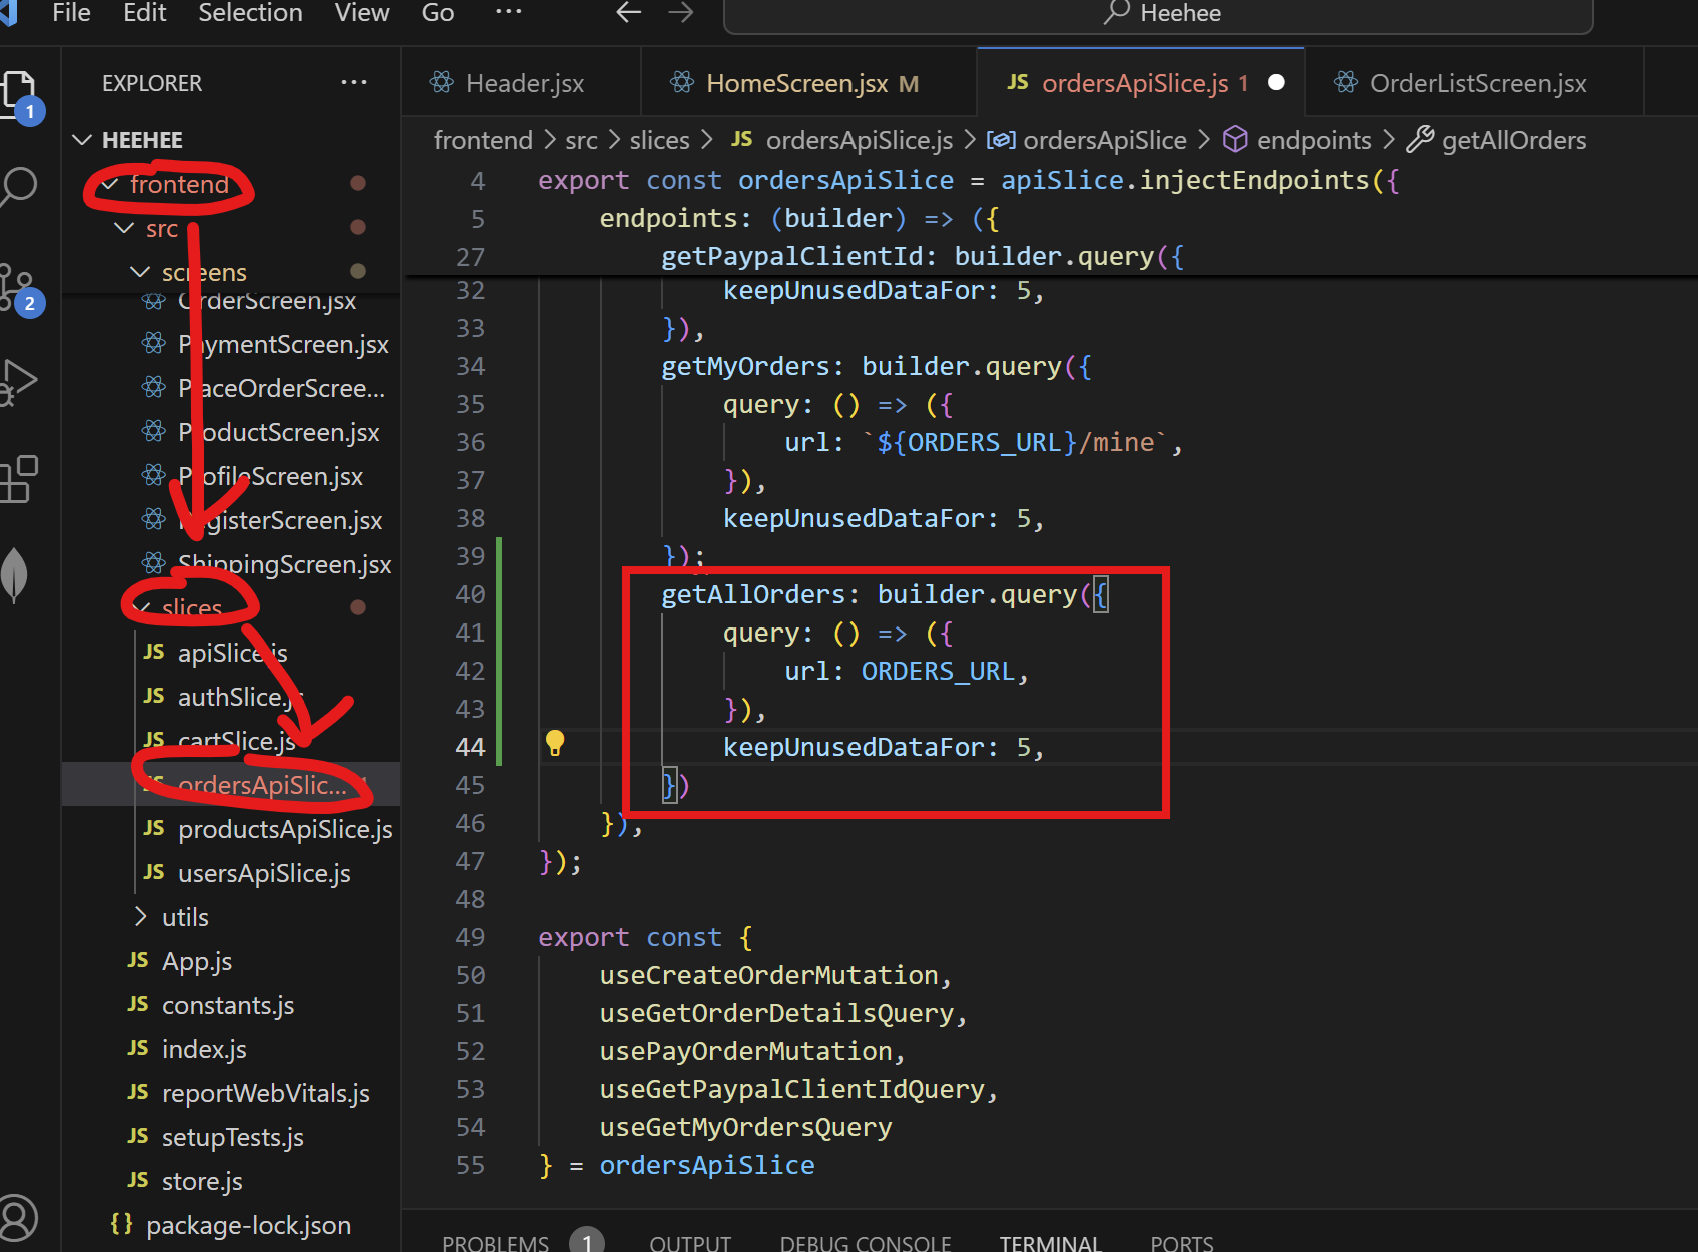 File Edit Selection View Go ··· ← → Heehee
EXPLORER ···
1
HEEHEE
frontend
src
screens
2
OrderScreen.jsx
PaymentScreen.jsx
PlaceOrderScree...
ProductScreen.jsx
ProfileScreen.jsx
RegisterScreen.jsx
ShippingScreen.jsx
slices
JS apiSlice.js
JS authSlice.js
JS cartSlice.js
JS ordersApiSlic... 1
JS productsApiSlice.js
JS usersApiSlice.js
utils
JS App.js
JS constants.js
JS index.js
JS reportWebVitals.js
JS setupTests.js
JS store.js
{} package-lock.json
Header.jsx HomeScreen.jsx M JS ordersApiSlice.js 1 ● OrderListScreen.jsx
frontend > src > slices > JS ordersApiSlice.js > ordersApiSlice > endpoints > getAllOrders
4 export const ordersApiSlice = apiSlice.injectEndpoints({
5 endpoints: (builder) => ({
27 getPaypalClientId: builder.query({
32 keepUnusedDataFor: 5,
33 }),
34 getMyOrders: builder.query({
35 query: () => ({
36 url: `${ORDERS_URL}/mine`,
37 }),
38 keepUnusedDataFor: 5,
39 });
40 getAllOrders: builder.query({
41 query: () => ({
42 url: ORDERS_URL,
43 }),
44 keepUnusedDataFor: 5,
45 })
46 }),
47 });
48
49 export const {
50 useCreateOrderMutation,
51 useGetOrderDetailsQuery,
52 usePayOrderMutation,
53 useGetPaypalClientIdQuery,
54 useGetMyOrdersQuery
55 } = ordersApiSlice
PROBLEMS 1 OUTPUT DEBUG CONSOLE TERMINAL PORTS